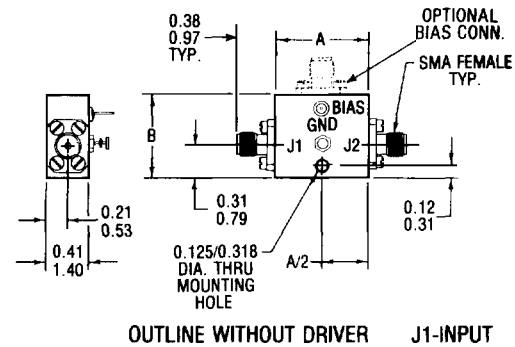 0.38
0.97
TYP.
A
OPTIONAL
BIAS CONN.
SMA FEMALE
TYP.
B
BIAS
GND
J1
J2
0.21
0.53
0.41
1.40
0.31
0.79
0.125/0.318
DIA. THRU
MOUNTING
HOLE
A/2
0.12
0.31
OUTLINE WITHOUT DRIVER J1-INPUT